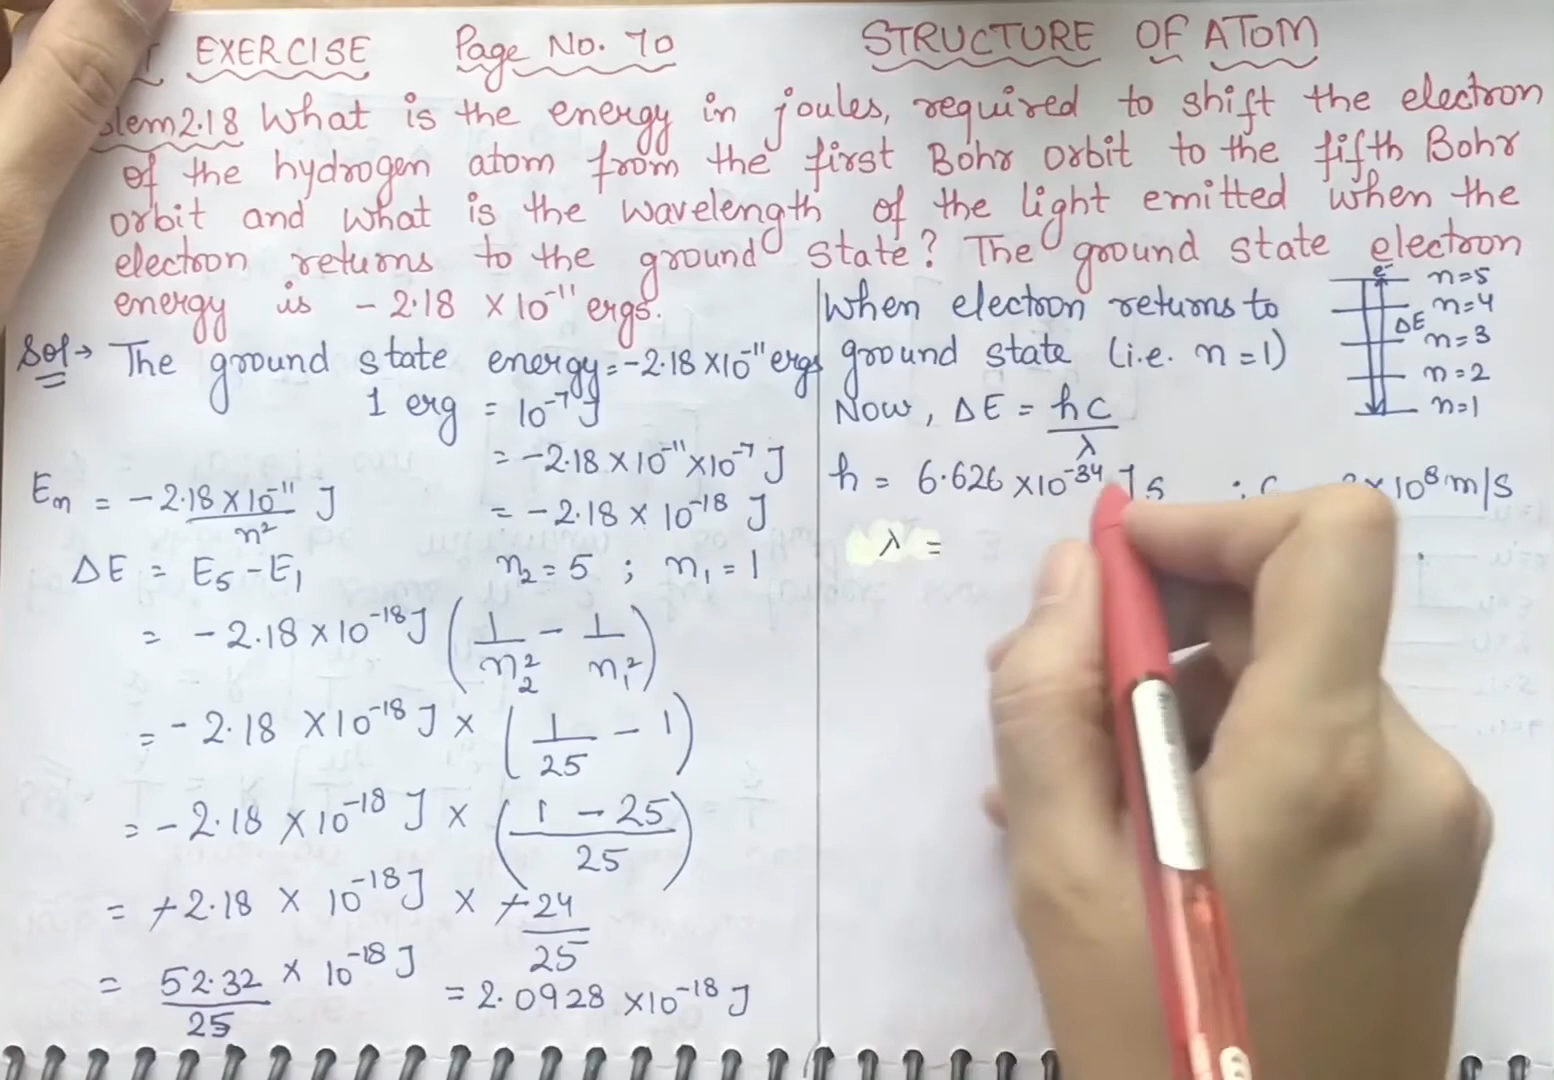 EXERCISE Page No. 70 STRUCTURE OF ATOM
lem 2.18 What is the energy in joules, required to shift the electron
of the hydrogen atom from the first Bohr orbit to the fifth Bohr
orbit and what is the wavelength of the light emitted when the
electron returns to the ground state? The ground state electron
energy is - 2.18 × 10⁻¹¹ ergs.
Sol→ The ground state energy = -2.18 × 10⁻¹¹ ergs
1 erg = 10⁻⁷ J
= -2.18 × 10⁻¹¹ × 10⁻⁷ J
Eₙ = -2.18 × 10⁻¹¹/n² J
= -2.18 × 10⁻¹⁸ J
ΔE = E₅ - E₁ n₂ = 5 ; n₁ = 1
= -2.18 × 10⁻¹⁸ J (1/n₂² - 1/n₁²)
= -2.18 × 10⁻¹⁸ J × (1/25 - 1)
= -2.18 × 10⁻¹⁸ J × (1 - 25/25)
= +2.18 × 10⁻¹⁸ J × +24/25
= 52.32/25 × 10⁻¹⁸ J = 2.0928 × 10⁻¹⁸ J
When electron returns to
ground state (i.e. n = 1)
Now, ΔE = hc/λ
h = 6.626 × 10⁻³⁴ J s ; × 10⁸ m/s
λ =
e⁻ n=5
n=4
ΔE n=3
n=2
n=1